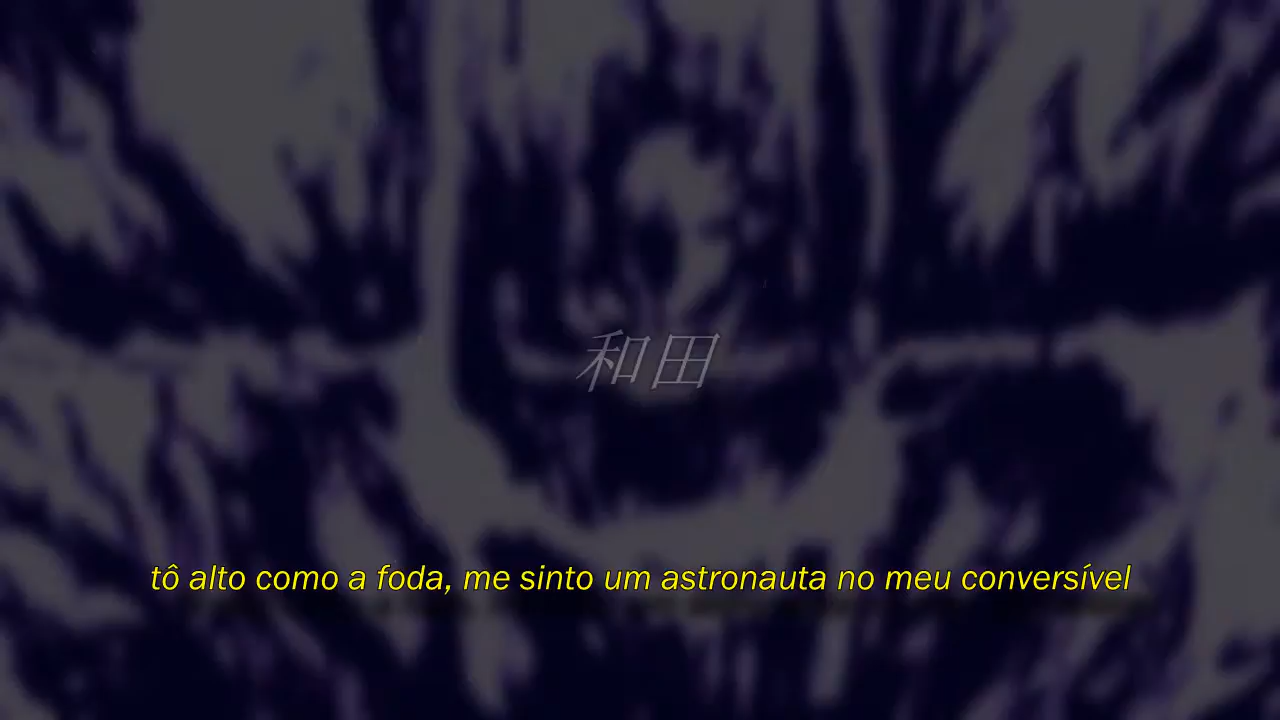 和田
tô alto como a foda, me sinto um astronauta no meu conversível